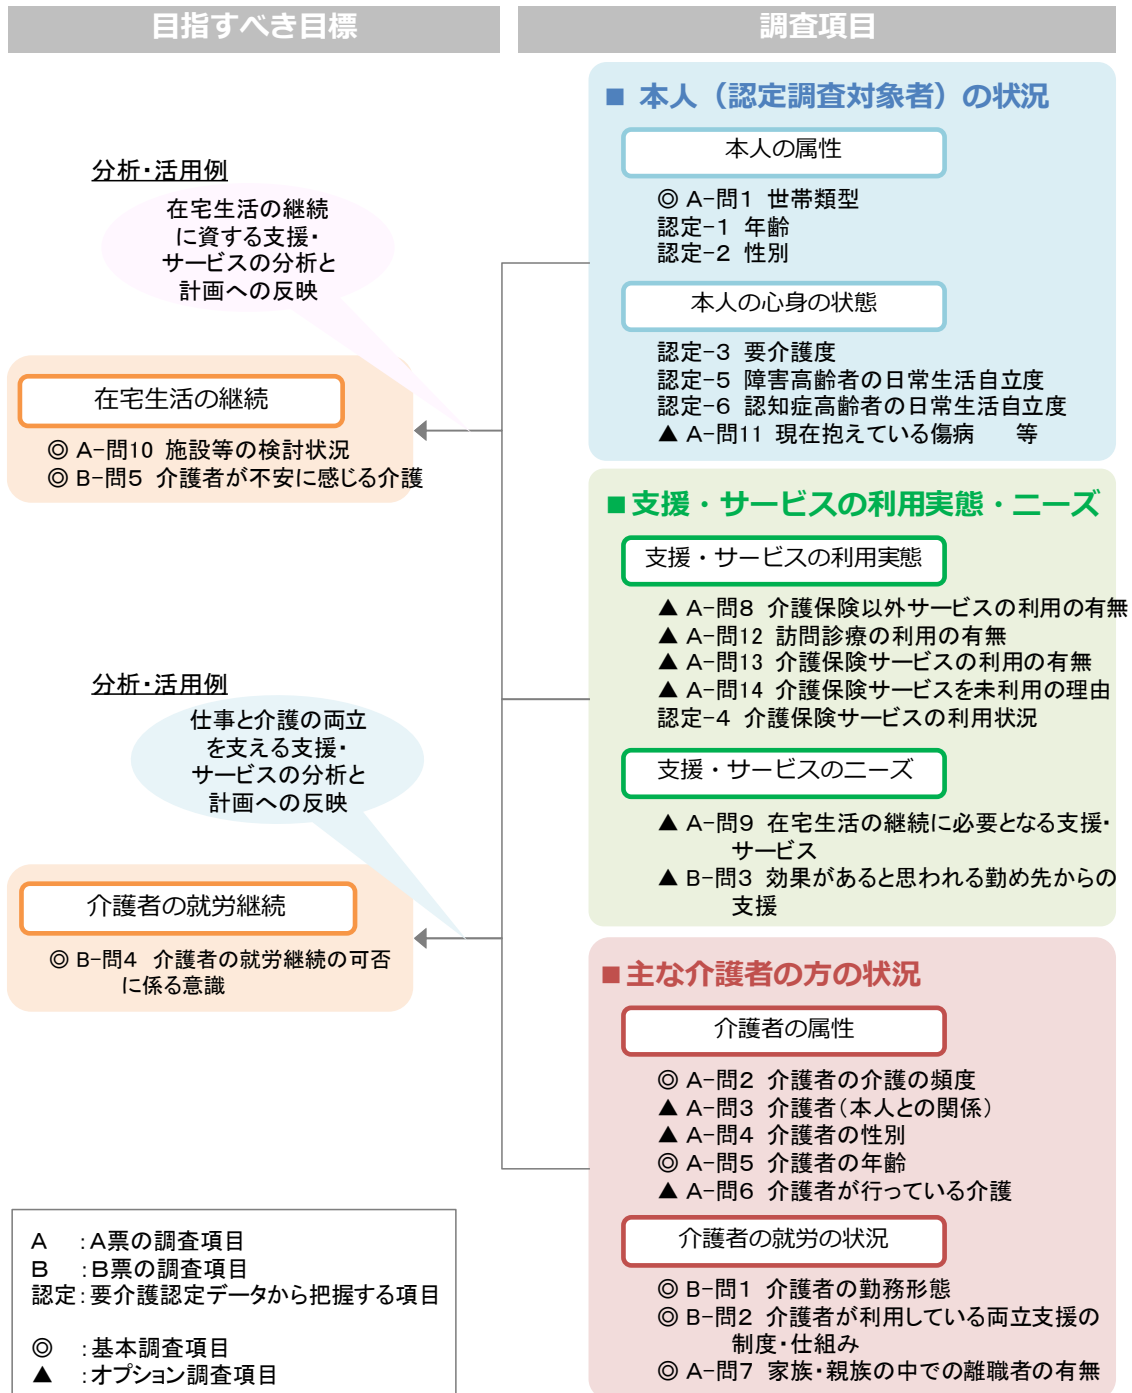 目指すべき目標
調査項目
分析・活用例
在宅生活の継続
に資する支援・
サービスの分析と
計画への反映
在宅生活の継続
◎ A-問10 施設等の検討状況
◎ B-問5 介護者が不安に感じる介護
分析・活用例
仕事と介護の両立
を支える支援・
サービスの分析と
計画への反映
介護者の就労継続
◎ B-問4 介護者の就労継続の可否
に係る意識
A :A票の調査項目
B :B票の調査項目
認定:要介護認定データから把握する項目
◎ :基本調査項目
▲ :オプション調査項目
■ 本人（認定調査対象者）の状況
本人の属性
◎ A-問1 世帯類型
認定-1 年齢
認定-2 性別
本人の心身の状態
認定-3 要介護度
認定-5 障害高齢者の日常生活自立度
認定-6 認知症高齢者の日常生活自立度
▲ A-問11 現在抱えている傷病 等
■支援・サービスの利用実態・ニーズ
支援・サービスの利用実態
▲ A-問8 介護保険以外サービスの利用の有無
▲ A-問12 訪問診療の利用の有無
▲ A-問13 介護保険サービスの利用の有無
▲ A-問14 介護保険サービスを未利用の理由
認定-4 介護保険サービスの利用状況
支援・サービスのニーズ
▲ A-問9 在宅生活の継続に必要となる支援・
サービス
▲ B-問3 効果があると思われる勤め先からの
支援
■主な介護者の方の状況
介護者の属性
◎ A-問2 介護者の介護の頻度
▲ A-問3 介護者（本人との関係）
▲ A-問4 介護者の性別
◎ A-問5 介護者の年齢
▲ A-問6 介護者が行っている介護
介護者の就労の状況
◎ B-問1 介護者の勤務形態
◎ B-問2 介護者が利用している両立支援の
制度・仕組み
◎ A-問7 家族・親族の中での離職者の有無